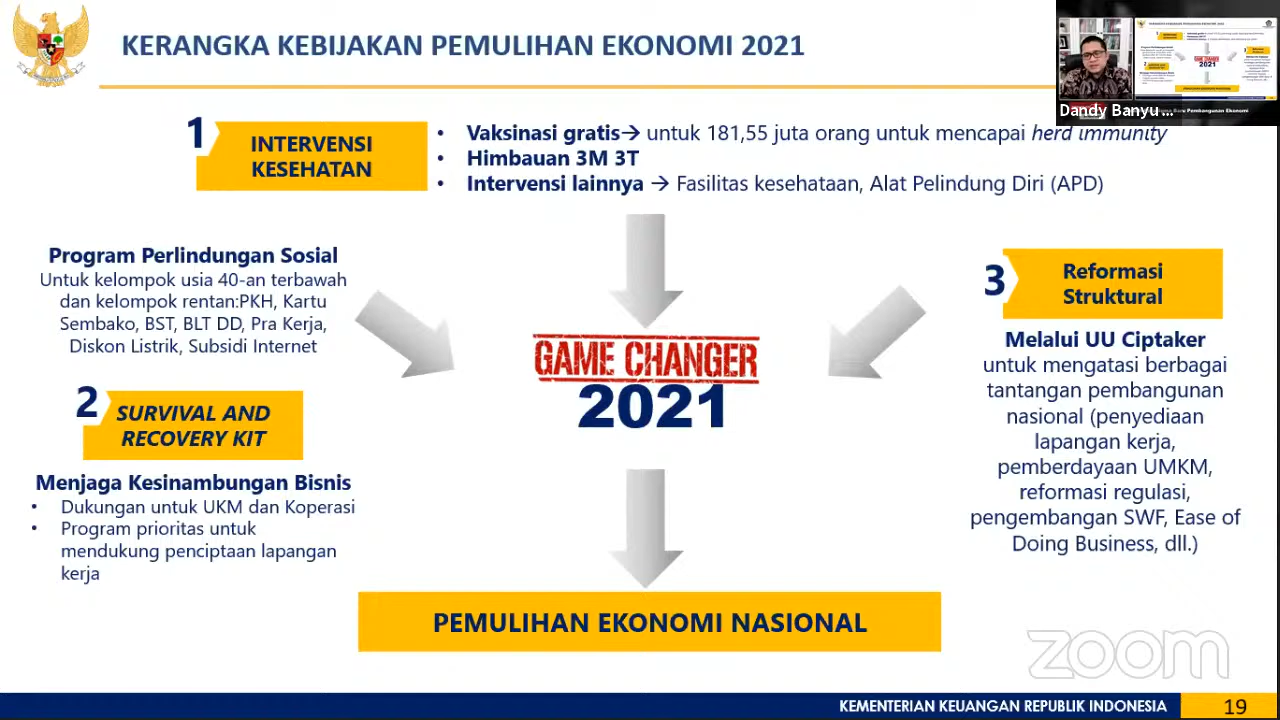 KERANGKA KEBIJAKAN PEMULIHAN EKONOMI 2021
Dandy Banyu ...
1
INTERVENSI
KESEHATAN
• Vaksinasi gratis→ untuk 181,55 juta orang untuk mencapai herd immunity
• Himbauan 3M 3T
• Intervensi lainnya → Fasilitas kesehataan, Alat Pelindung Diri (APD)
Program Perlindungan Sosial
Untuk kelompok usia 40-an terbawah
dan kelompok rentan:PKH, Kartu
Sembako, BST, BLT DD, Pra Kerja,
Diskon Listrik, Subsidi Internet
2
SURVIVAL AND
RECOVERY KIT
Menjaga Kesinambungan Bisnis
• Dukungan untuk UKM dan Koperasi
• Program prioritas untuk
mendukung penciptaan lapangan
kerja
GAME CHANGER
2021
3
Reformasi
Struktural
Melalui UU Ciptaker
untuk mengatasi berbagai
tantangan pembangunan
nasional (penyediaan
lapangan kerja,
pemberdayaan UMKM,
reformasi regulasi,
pengembangan SWF, Ease of
Doing Business, dll.)
PEMULIHAN EKONOMI NASIONAL
zoom
KEMENTERIAN KEUANGAN REPUBLIK INDONESIA
19